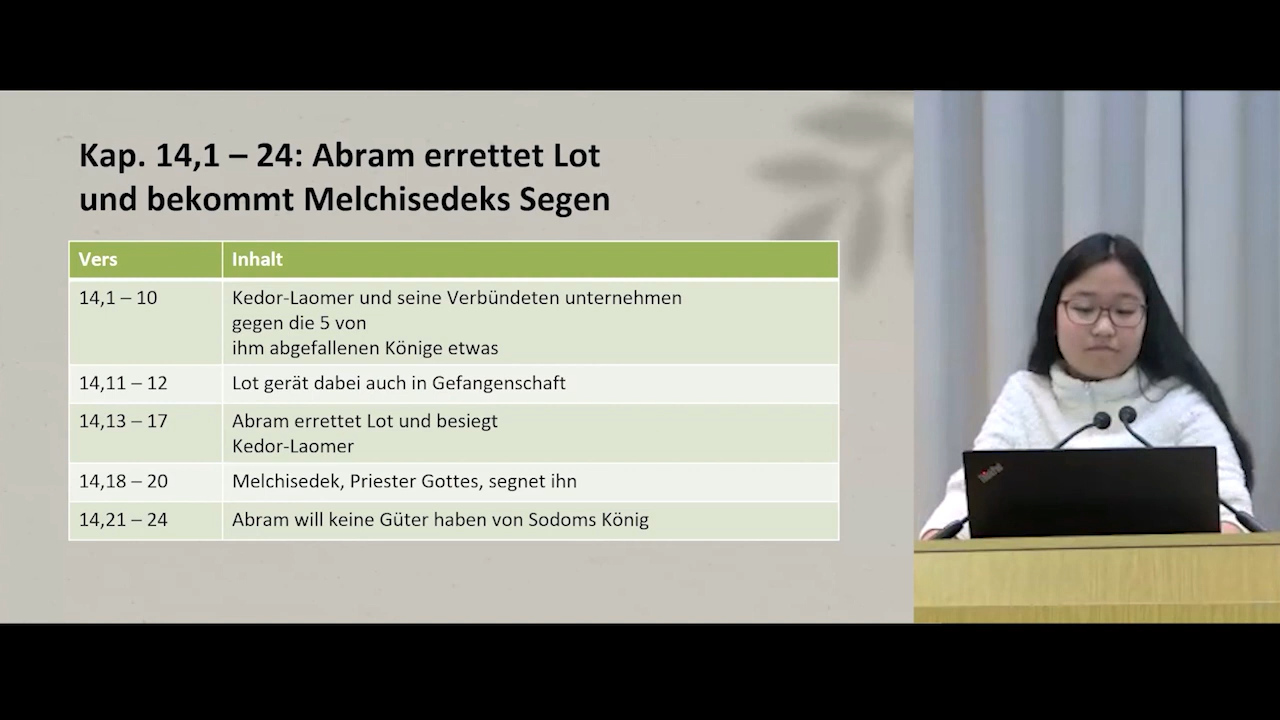 Kap. 14,1 – 24: Abram errettet Lot
und bekommt Melchisedeks Segen
Vers Inhalt
14,1 – 10 Kedor-Laomer und seine Verbündeten unternehmen
gegen die 5 von
ihm abgefallenen Könige etwas
14,11 – 12 Lot gerät dabei auch in Gefangenschaft
14,13 – 17 Abram errettet Lot und besiegt
Kedor-Laomer
14,18 – 20 Melchisedek, Priester Gottes, segnet ihn
14,21 – 24 Abram will keine Güter haben von Sodoms König
ThinkPad